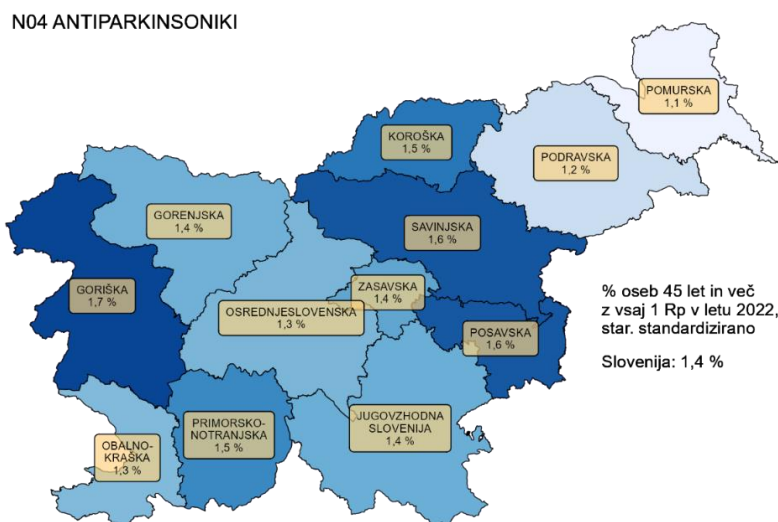 N04 ANTIPARKINSONIKI
POMURSKA
1,1 %
KOROŠKA
1,5 %
PODRAVSKA
1,2 %
GORENJSKA
1,4 %
SAVINJSKA
1,6 %
GORIŠKA
1,7 %
ZASAVSKA
1,4 %
OSREDNJESLOVENSKA
1,3 %
POSAVSKA
1,6 %
% oseb 45 let in več
z vsaj 1 Rp v letu 2022,
star. standardizirano
Slovenija: 1,4 %
PRIMORSKO-
NOTRANJSKA
1,5 %
JUGOVZHODNA
SLOVENIJA
1,4 %
OBALNO-
KRAŠKA
1,3 %